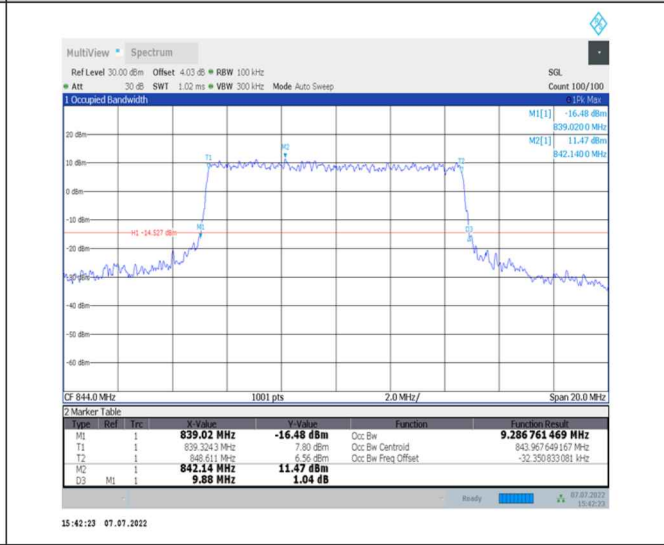 MultiView Spectrum
Ref Level 30.00 dBm Offset 4.03 dB RBW 100 kHz SGL
Att 30 dB SWT 1.02 ms VBW 300 kHz Mode Auto Sweep Count 100/100
1 Occupied Bandwidth 1Pk Max
M1[1] -16.48 dBm
839.0200 MHz
M2[1] 11.47 dBm
842.1400 MHz
20 dBm
M2
T1
T2
10 dBm
0 dBm
-10 dBm
M1
D3
H1 -14.527 dBm
-20 dBm
-30 dBm
-40 dBm
-50 dBm
-60 dBm
CF 844.0 MHz 1001 pts 2.0 MHz/ Span 20.0 MHz
2 Marker Table
Type Ref Trc X-Value Y-Value Function Function Result
M1 1 839.02 MHz -16.48 dBm Occ Bw 9.286 761 469 MHz
T1 1 839.3243 MHz 7.80 dBm Occ Bw Centroid 843.967 649 167 MHz
T2 1 848.611 MHz 6.56 dBm Occ Bw Freq Offset -32.350 833 081 kHz
M2 1 842.14 MHz 11.47 dBm
D3 M1 1 9.88 MHz 1.04 dB
Ready 07.07.2022
15:42:23
15:42:23 07.07.2022